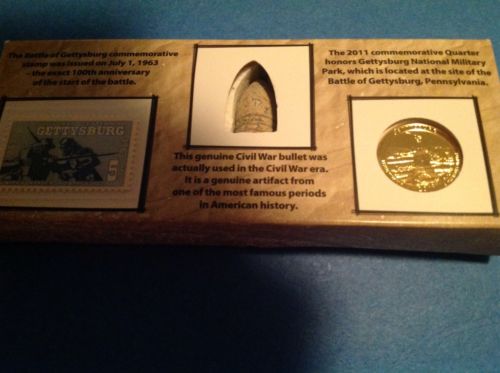 The Battle of Gettysburg commemorative
stamp was issued on July 1, 1963
- the exact 100th anniversary
of the start of the battle.
GETTYSBURG
5
This genuine Civil War bullet was
actually used in the Civil War era.
It is a genuine artifact from
one of the most famous periods
in American history.
The 2011 commemorative Quarter
honors Gettysburg National Military
Park, which is located at the site of the
Battle of Gettysburg, Pennsylvania.